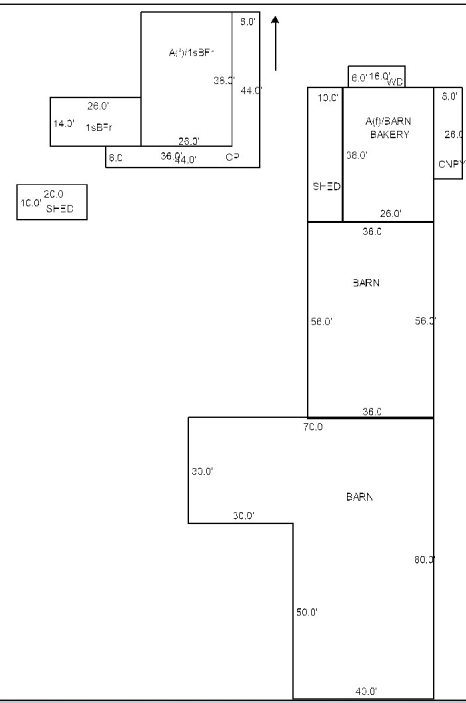 8.0'
A(f)/1sBFr
38.0'
44.0'
26.0'
14.0'
1sBFr
26.0'
8.0
36.0'
44.0'
CP
20.0
10.0'
SHED
6.0'
16.0'
WD
10.0'
A(f)/BARN
BAKERY
8.0'
38.0'
26.0
CNPY
SHED
26.0'
36.0
BARN
56.0'
56.0'
36.0
70.0
30.0'
BARN
30.0'
80.0'
50.0'
40.0'